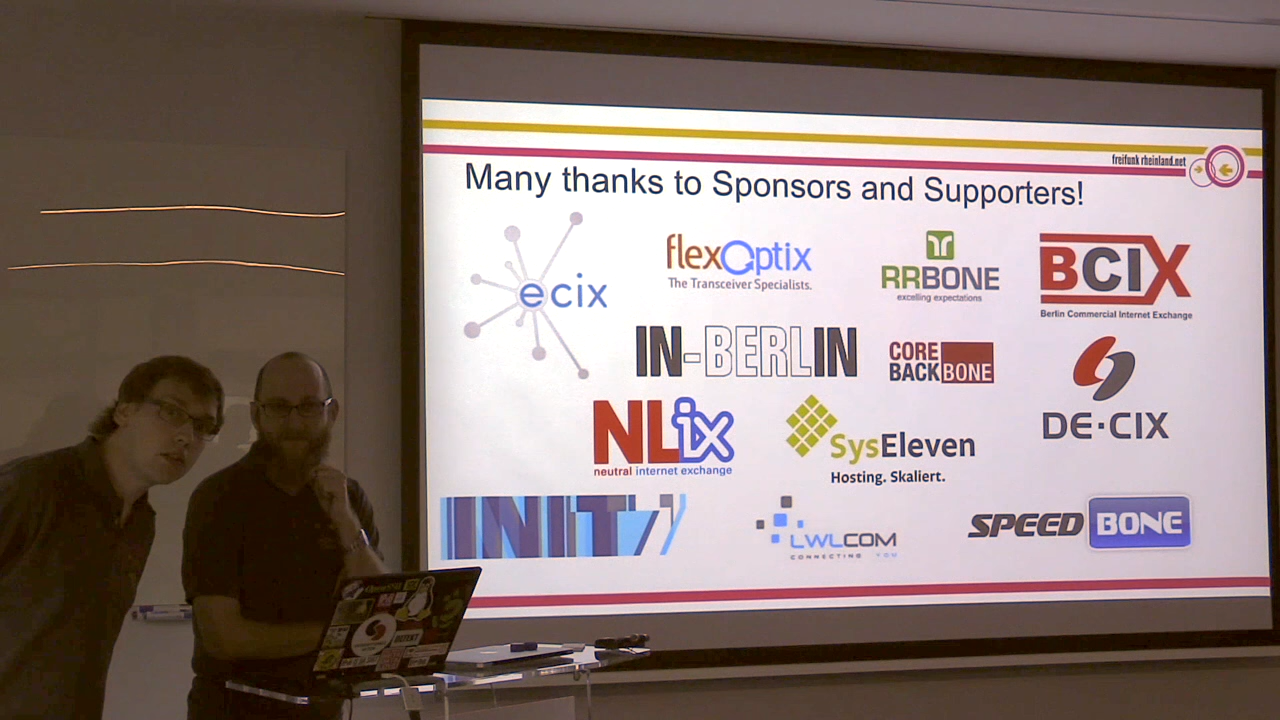 freifunk rheinland.net
Many thanks to Sponsors and Supporters!
ecix
flexOptix
The Transceiver Specialists.
RRBONE
excelling expectations
BCIX
Berlin Commercial Internet Exchange
IN-BERLIN
CORE
BACKBONE
DE-CIX
NLix
neutral internet exchange
SysEleven
Hosting. Skaliert.
INIT7
LWLCOM
CONNECTING YOU
SPEED BONE